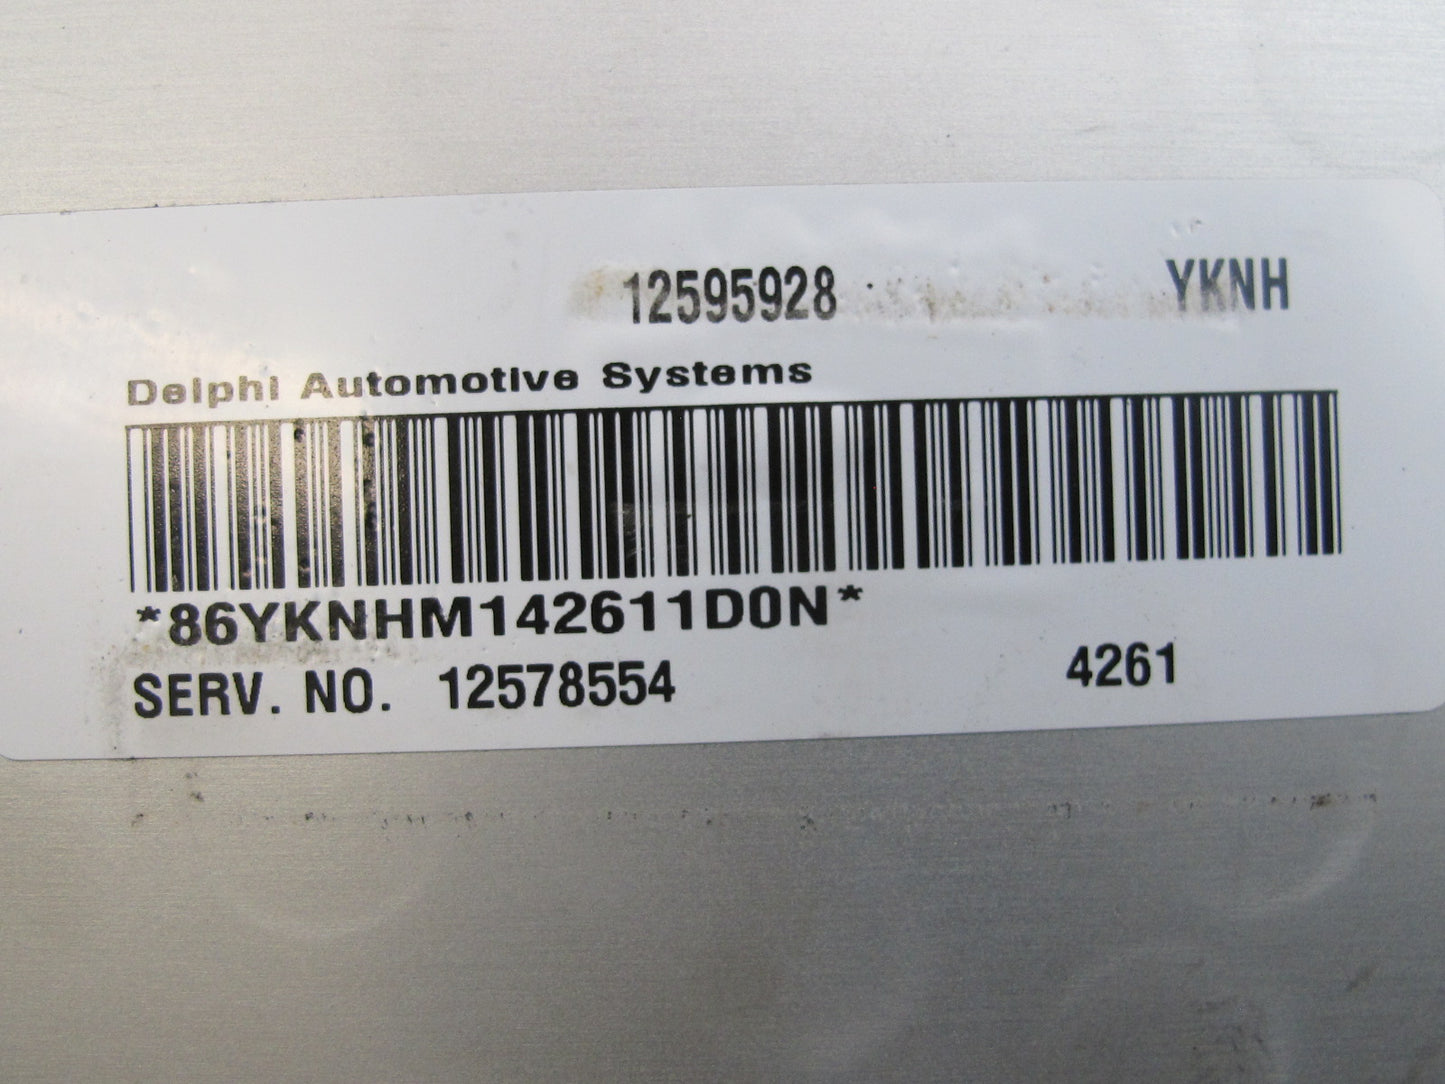 12595928 YKNH
Delphi Automotive Systems
*86YKNHM142611D0N*
SERV. NO. 12578554 4261